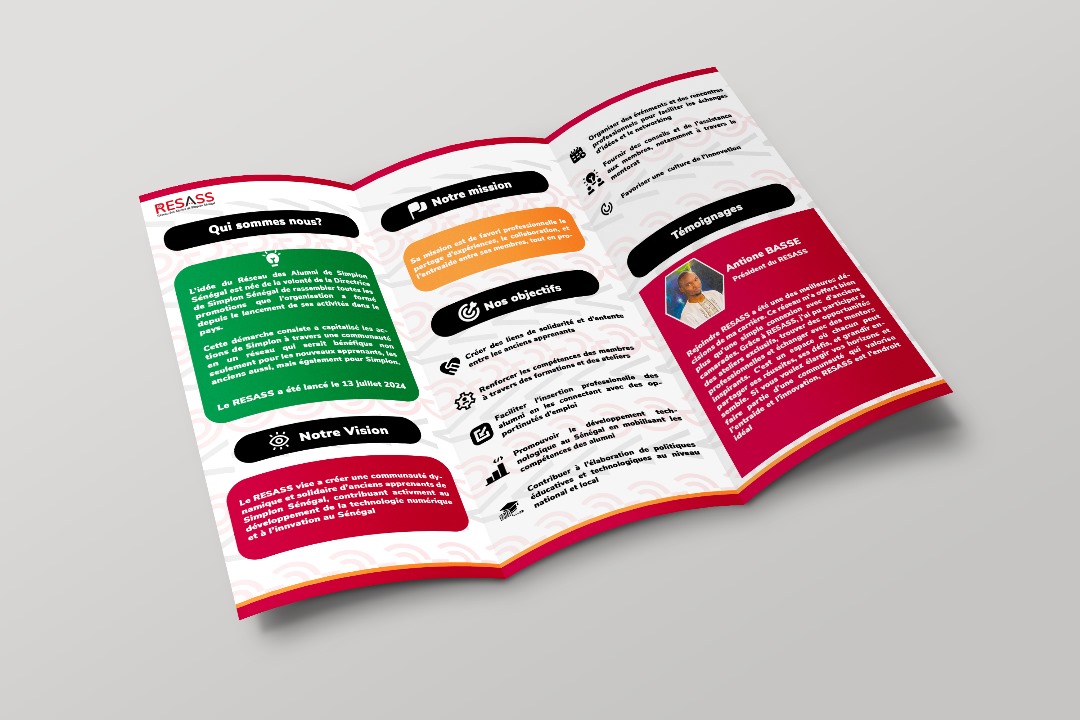 RESASS
Qui sommes nous?
L'idée du Réseau des Alumni de Simplon
Sénégal est née de la volonté de la Directrice
de Simplon Sénégal de rassembler toutes les
promotions que l'organisation a formé
depuis le lancement de ses activités dans le
pays.
Cette démarche consiste a capitalisé les ac-
tions de Simplon à travers une communauté
en un réseau qui serait bénéfique non
seulement pour les nouveaux apprenants, les
anciens aussi, mais également pour Simplon.
Le RESASS a été lancé le 13 juillet 2024
Notre Vision
Le RESASS vise a créer une communauté dy-
namique et solidaire d'anciens apprenants de
Simplon Sénégal, contribuant activment au
développement de la technologie numérique
et à l'innvation au Sénégal
Notre mission
Sa mission est de favori professionnelle le
partage d'expériences, la collaboration, et
l'entreside entre ses membres, tout en pro-
Nos objectifs
Créer des liens de solidarité et d'entente
entre les anciens apprenants
Renforcer les compétences des membres
à travers des formations et des ateliers
Faciliter l'insertion professionelle des
alumni en les connectant avec des op-
portinutés d'emploi
Promouvoir le développement tech-
nologique au Sénégal en mobilisant les
compétences des alumni
Contribuer à l'élaboration de politiques
éducatives et technologiques au niveau
national et local
Organiser des événments et des rencontres
professionnels pour faciliter les échanges
d'idées et le networking
Fournir des conseils et de l'assistance
aux membres, notamment à travers le
mentorat
Favoriser une culture de l'innovation
Témoignages
Antione BASSE
Président du RESASS
Rejoindre RESASS a été une des meilleures dé-
cisions de ma carrière. Ce réseau m'a offert bien
plus qu'une simple connexion avec d'anciens
camarades. Grâce à RESASS, j'ai pu participer à
des ateliers exclusifs, trouver des opportunités
professionnelles et échanger avec des mentors
inspirants. C'est un espace où chacun peut
partager ses réussites, ses défis, et grandir en-
semble. Si vous voulez élargir vos horizons et
faire partie d'une communauté qui valorise
l'entraide et l'innovation, RESASS est l'endroit
idéal